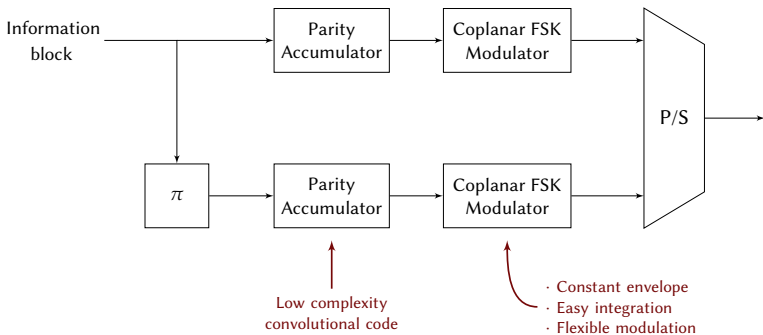 Information
block
Parity
Accumulator
Coplanar FSK
Modulator
P/S
π
Parity
Accumulator
Coplanar FSK
Modulator
Low complexity
convolutional code
· Constant envelope
· Easy integration
· Flexible modulation